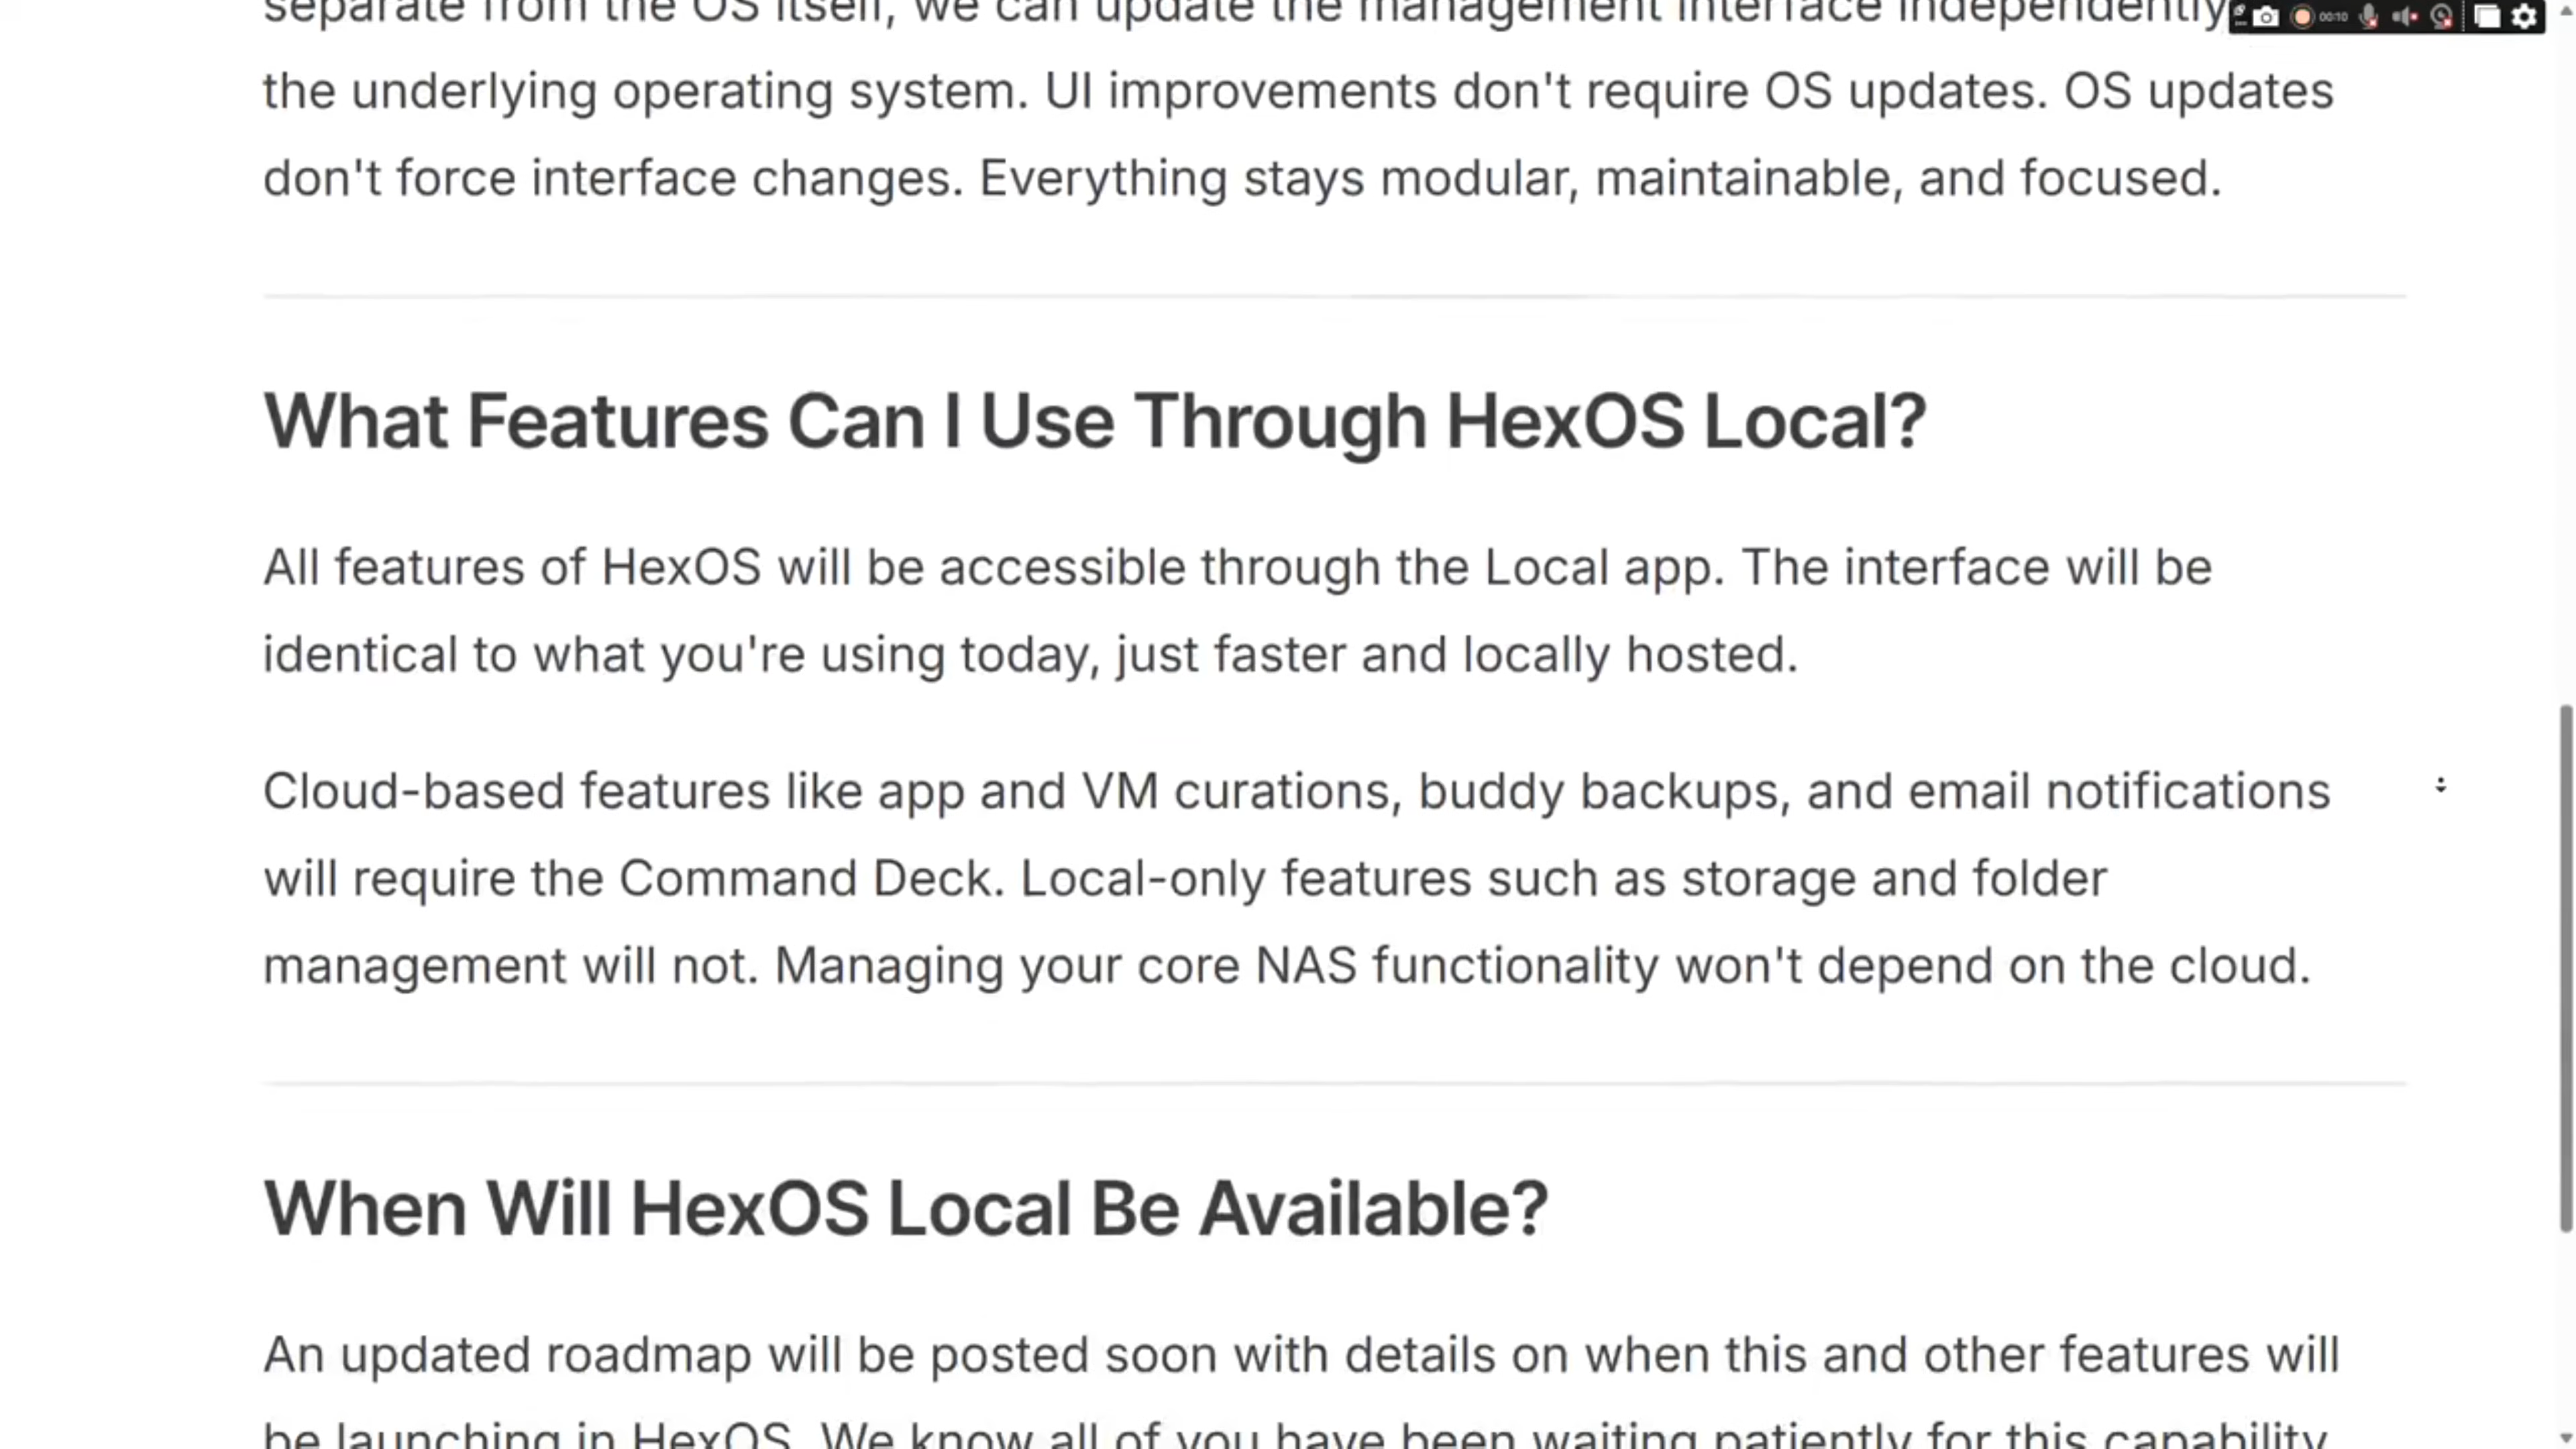 separate from the OS itself, we can update the management interface independently
00:10
the underlying operating system. UI improvements don't require OS updates. OS updates
don't force interface changes. Everything stays modular, maintainable, and focused.
What Features Can I Use Through HexOS Local?
All features of HexOS will be accessible through the Local app. The interface will be
identical to what you're using today, just faster and locally hosted.
Cloud-based features like app and VM curations, buddy backups, and email notifications
will require the Command Deck. Local-only features such as storage and folder
management will not. Managing your core NAS functionality won't depend on the cloud.
When Will HexOS Local Be Available?
An updated roadmap will be posted soon with details on when this and other features will
be launching in HexOS. We know all of you have been waiting patiently for this capability